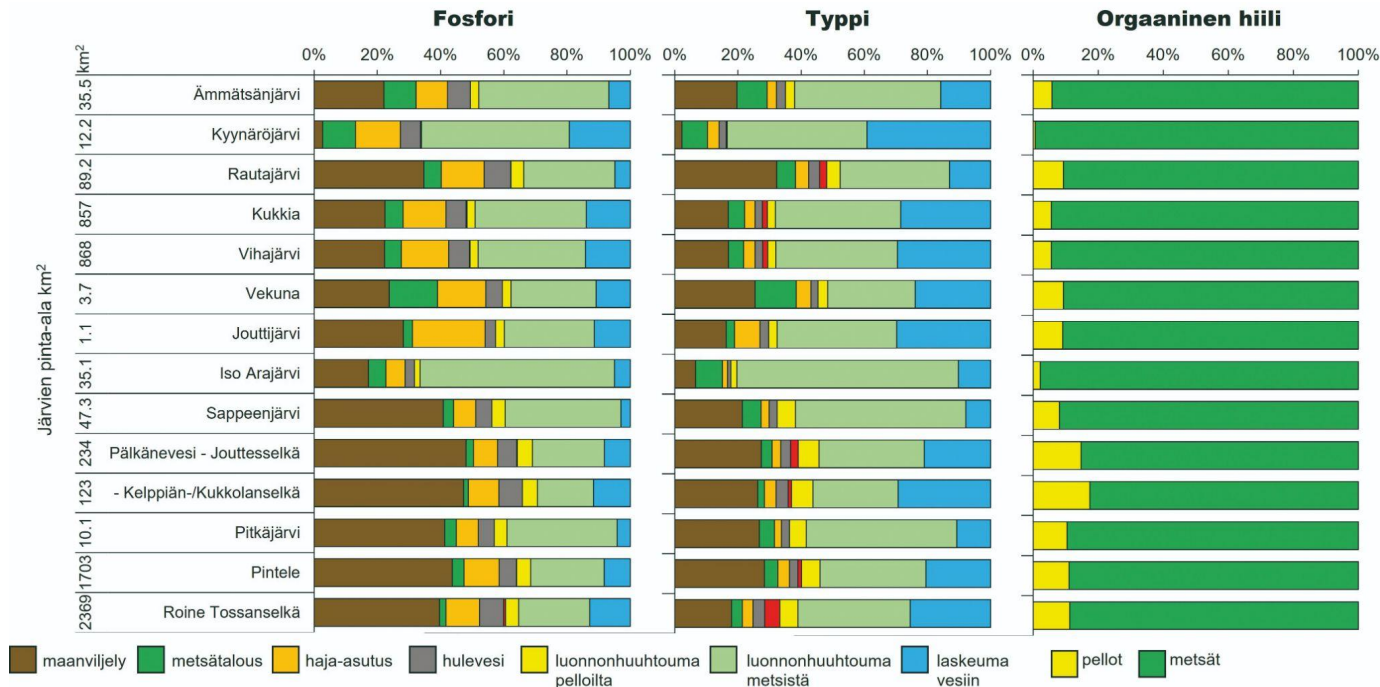 Fosfori
Typpi
Orgaaninen hiili
0% 20% 40% 60% 80% 100%
0% 20% 40% 60% 80% 100%
0% 20% 40% 60% 80% 100%
Järvien pinta-ala km²
km²
35.5 Ämmätsänjärvi
12.2 Kyynäröjärvi
89.2 Rautajärvi
857 Kukkia
868 Vihajärvi
3.7 Vekuna
1.1 Jouttijärvi
35.1 Iso Arajärvi
47.3 Sappeenjärvi
234 Pälkänevesi - Jouttesselkä
123 - Kelppiän-/Kukkolanselkä
10.1 Pitkäjärvi
1703 Pintele
2369 Roine Tossanselkä
maanviljely
metsätalous
haja-asutus
hulevesi
luonnonhuuhtouma
pelloilta
luonnonhuuhtouma
metsistä
laskeuma
vesiin
pellot
metsät